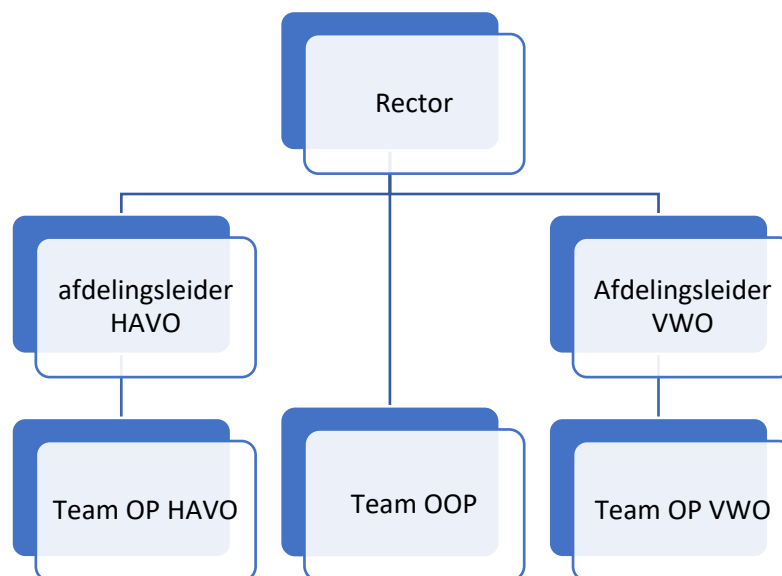 Rector
afdelingsleider
HAVO
Afdelingsleider
VWO
Team OP HAVO
Team OOP
Team OP VWO